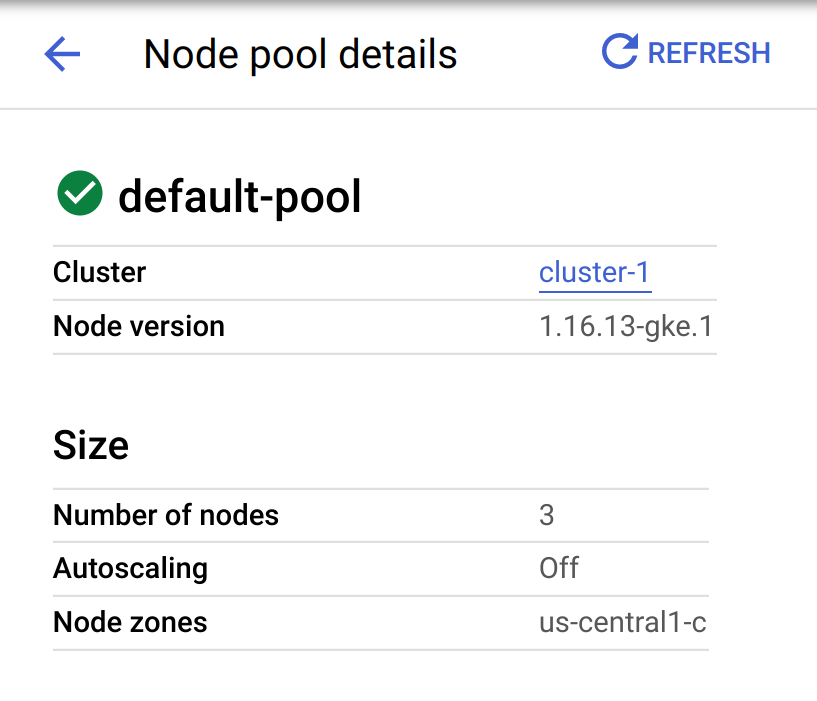 Node pool details REFRESH
default-pool
Cluster cluster-1
Node version 1.16.13-gke.1
Size
Number of nodes 3
Autoscaling Off
Node zones us-central1-c